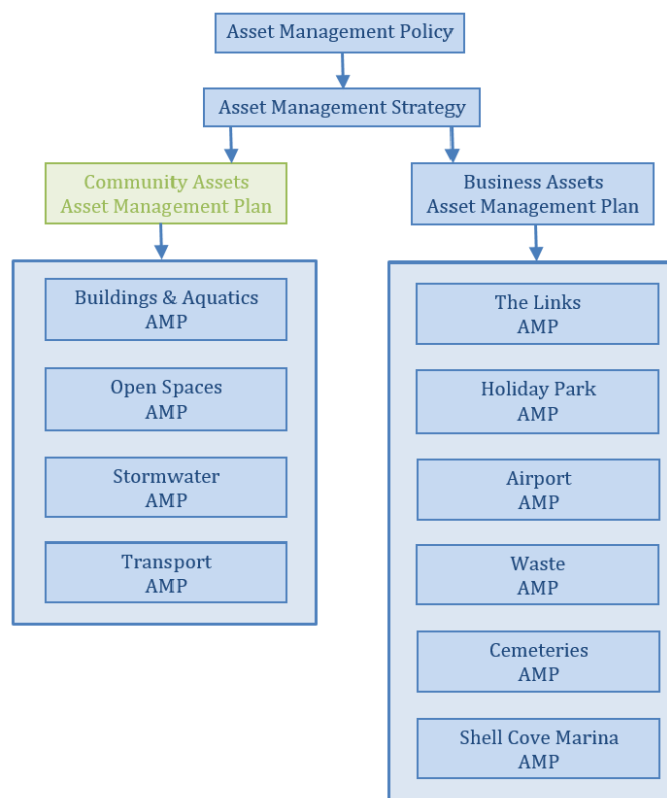 Asset Management Policy
Asset Management Strategy
Community Assets
Asset Management Plan
Buildings & Aquatics
AMP
Open Spaces
AMP
Stormwater
AMP
Transport
AMP
Business Assets
Asset Management Plan
The Links
AMP
Holiday Park
AMP
Airport
AMP
Waste
AMP
Cemeteries
AMP
Shell Cove Marina
AMP